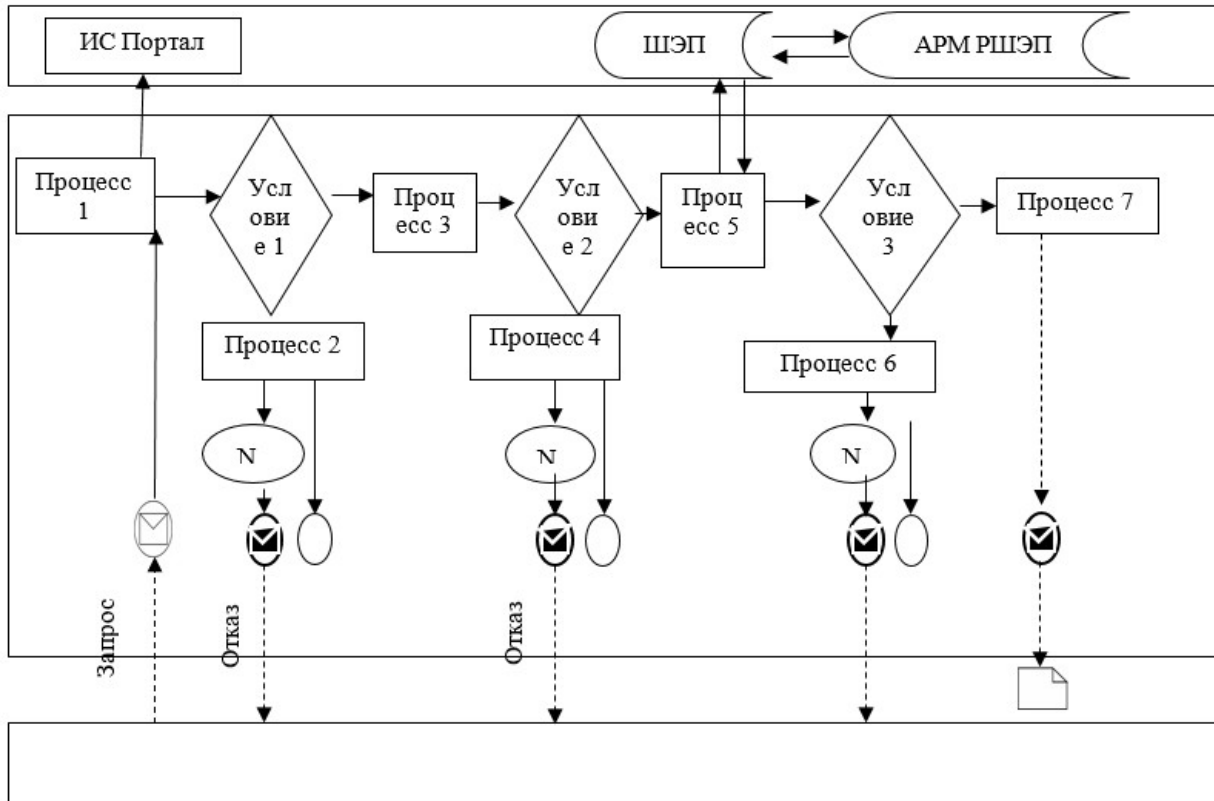 ИС Портал
ШЭП
АРМ РШЭП
Процесс
1
Усл
ови
е 1
Проц
есс 3
Усл
ови
е 2
Проц
есс 5
Усл
овие
3
Процесс 7
Процесс 2
Процесс 4
Процесс 6
N
N
N
Запрос
Отказ
Отказ